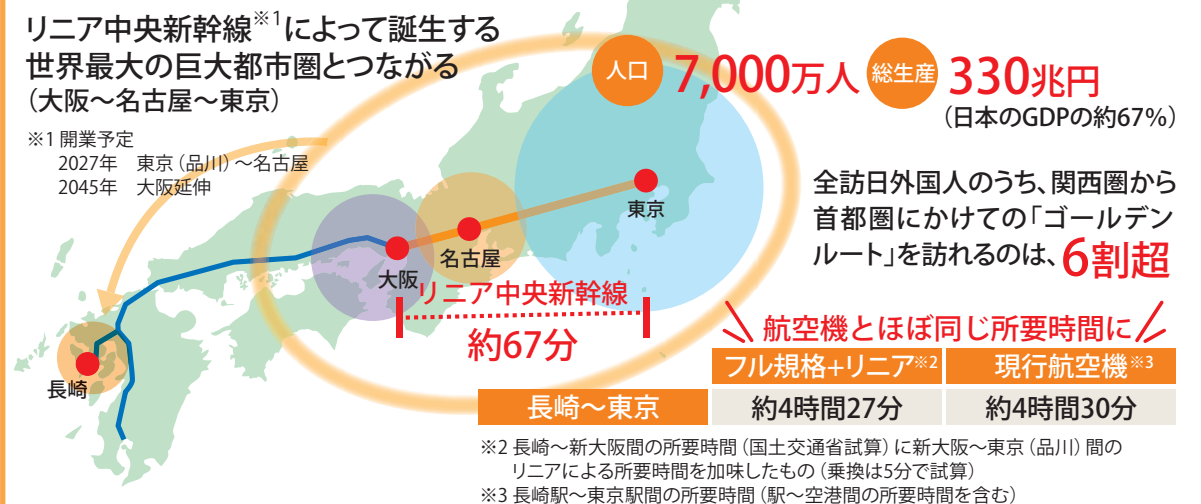 リニア中央新幹線※1によって誕生する
世界最大の巨大都市圏とつながる
（大阪～名古屋～東京）
※1 開業予定
2027年　東京（品川）～名古屋
2045年　大阪延伸
人口 7,000万人 総生産 330兆円
（日本のGDPの約67%）
全訪日外国人のうち、関西圏から
首都圏にかけての「ゴールデン
ルート」を訪れるのは、6割超
東京
名古屋
大阪
長崎
リニア中央新幹線
約67分
航空機とほぼ同じ所要時間に
フル規格+リニア※2 現行航空機※3
長崎～東京 約4時間27分 約4時間30分
※2 長崎～新大阪間の所要時間（国土交通省試算）に新大阪～東京（品川）間の
リニアによる所要時間を加味したもの（乗換は5分で試算）
※3 長崎駅～東京駅間の所要時間（駅～空港間の所要時間を含む）